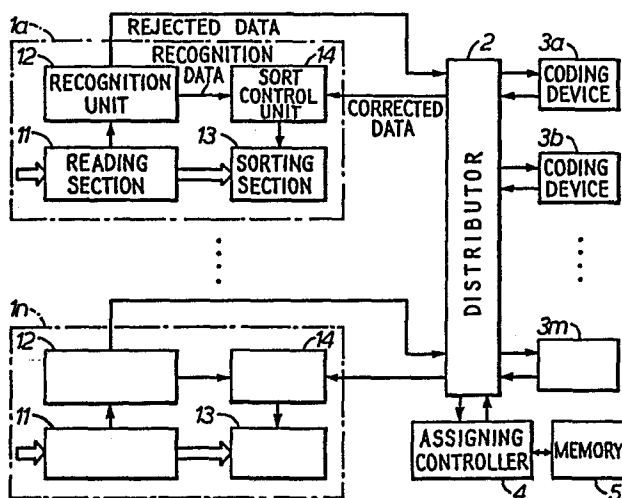 1a
REJECTED DATA
12
RECOGNITION
DATA
14
RECOGNITION
UNIT
SORT
CONTROL
UNIT
CORRECTED
DATA
11
READING
SECTION
13
SORTING
SECTION
2
DISTRIBUTOR
3a
CODING
DEVICE
3b
CODING
DEVICE
1n
12
14
11
13
3m
ASSIGNING
CONTROLLER
4
MEMORY
5